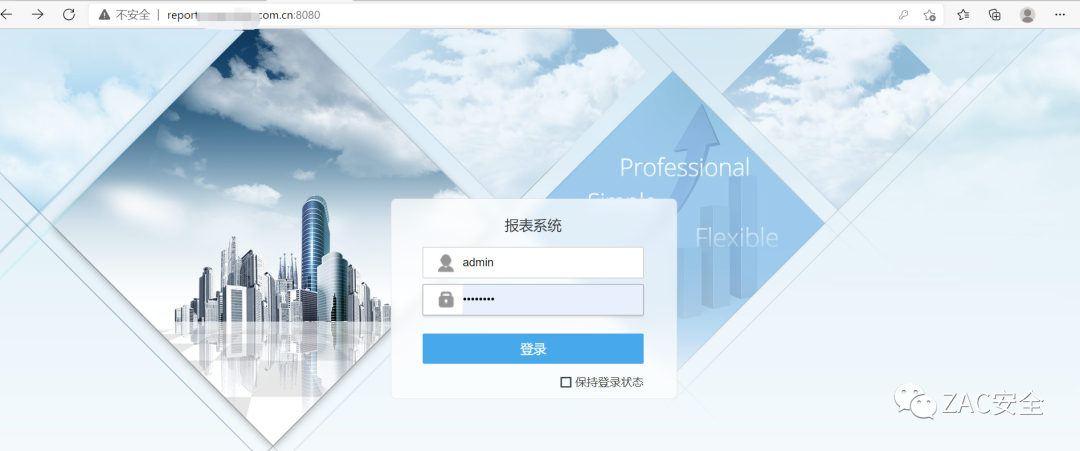 不安全 | report com.cn:8080
Professional
Simple
Flexible
报表系统
admin
••••••••
登录
保持登录状态
ZAC安全